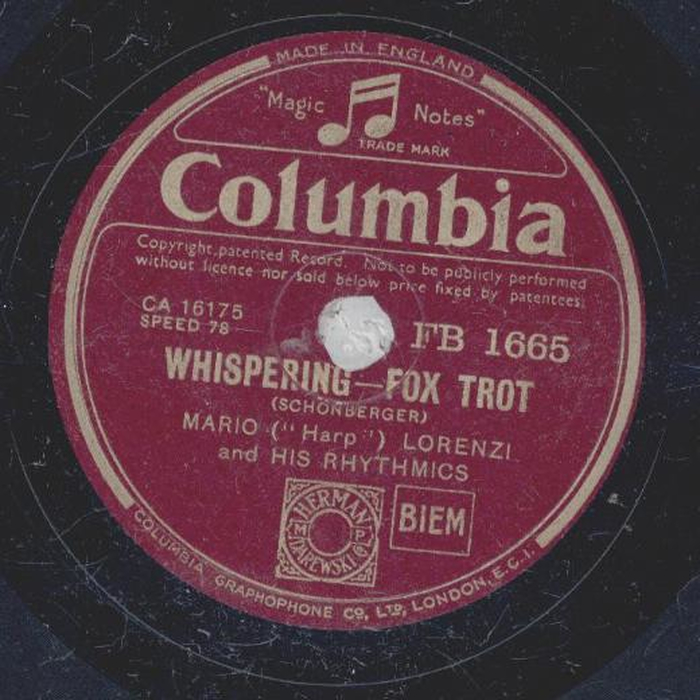 MADE IN ENGLAND
"Magic Notes"
TRADE MARK
Columbia
Copyright, patented Record. Not to be publicly performed
without licence nor sold below price fixed by patentees.
CA 16175
SPEED 78
FB 1665
WHISPERING—FOX TROT
(SCHONBERGER)
MARIO ("Harp") LORENZI
and HIS RHYTHMICS
HERMAN
M P
DAREWSKI
BIEM
COLUMBIA GRAPHOPHONE CO, LTD, LONDON, E.C.1.